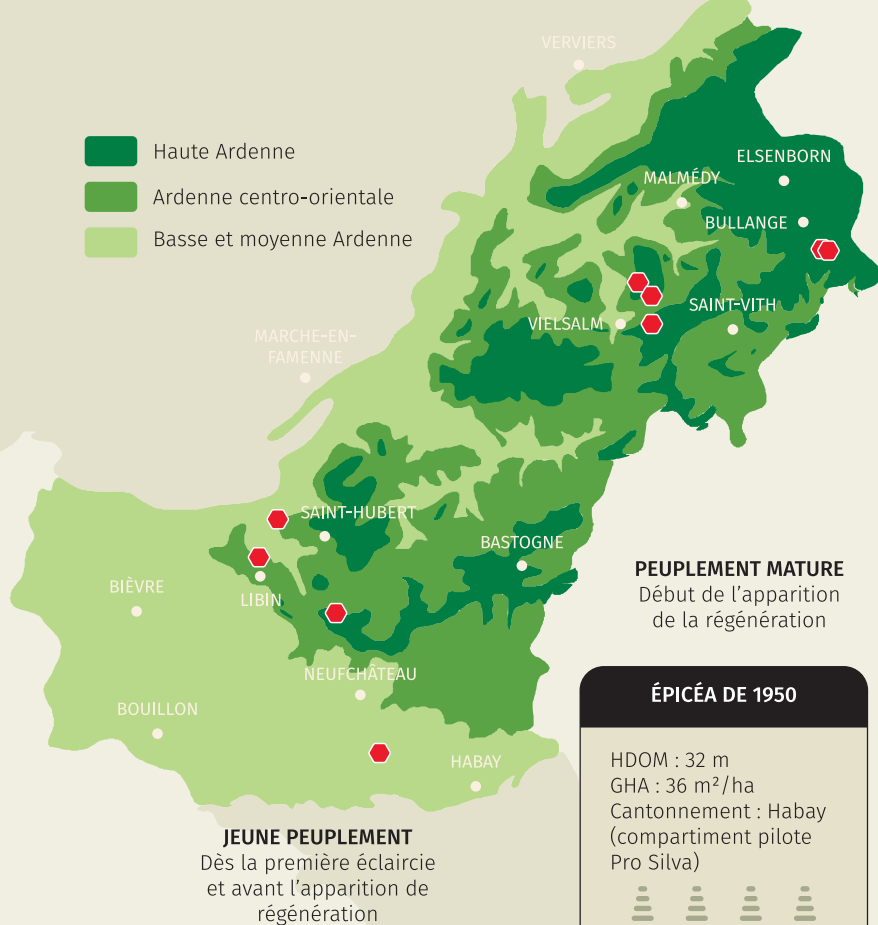 VERVIERS
Haute Ardenne
Ardenne centro-orientale
Basse et moyenne Ardenne
ELSENBORN
MALMÉDY
BULLANGE
SAINT-VITH
VIELSALM
MARCHE-EN-
FAMENNE
SAINT-HUBERT
BASTOGNE
BIÈVRE
LIBIN
NEUFCHÂTEAU
BOUILLON
HABAY
PEUPLEMENT MATURE
Début de l’apparition
de la régénération
ÉPICÉA DE 1950
HDOM : 32 m
GHA : 36 m²/ha
Cantonnement : Habay
(compartiment pilote
Pro Silva)
JEUNE PEUPLEMENT
Dès la première éclaircie
et avant l’apparition de
régénération